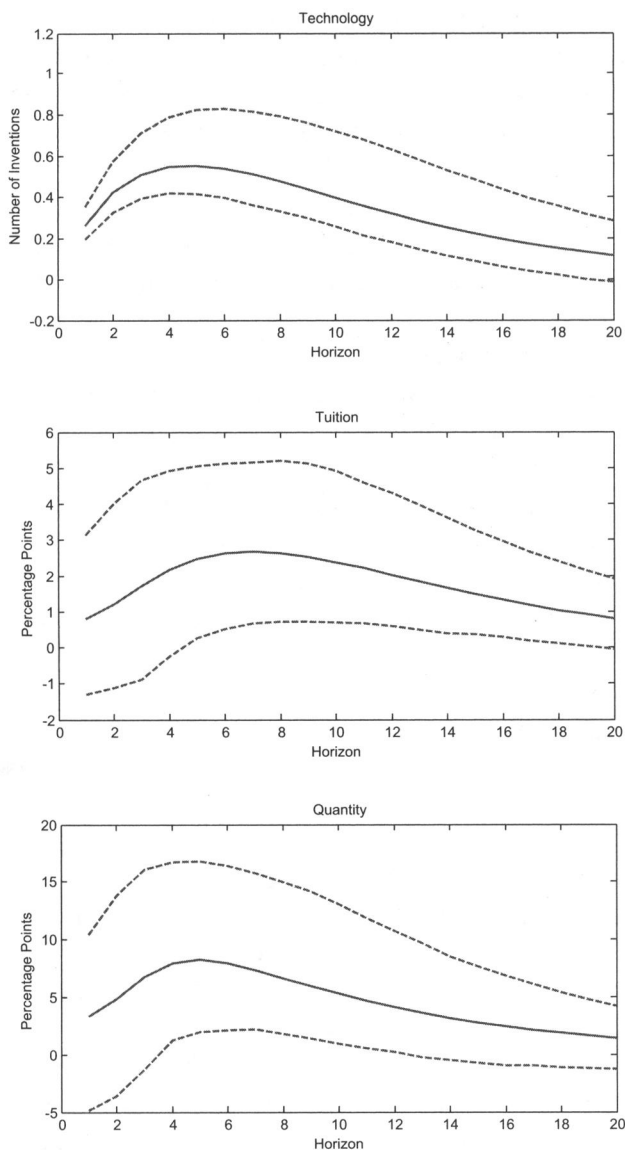 Technology
1.2
1
0.8
0.6
0.4
0.2
0
-0.2
Number of Inventions
0 2 4 6 8 10 12 14 16 18 20
Horizon
Tuition
6
5
4
3
2
1
0
-1
-2
Percentage Points
0 2 4 6 8 10 12 14 16 18 20
Horizon
Quantity
20
15
10
5
0
-5
Percentage Points
0 2 4 6 8 10 12 14 16 18 20
Horizon